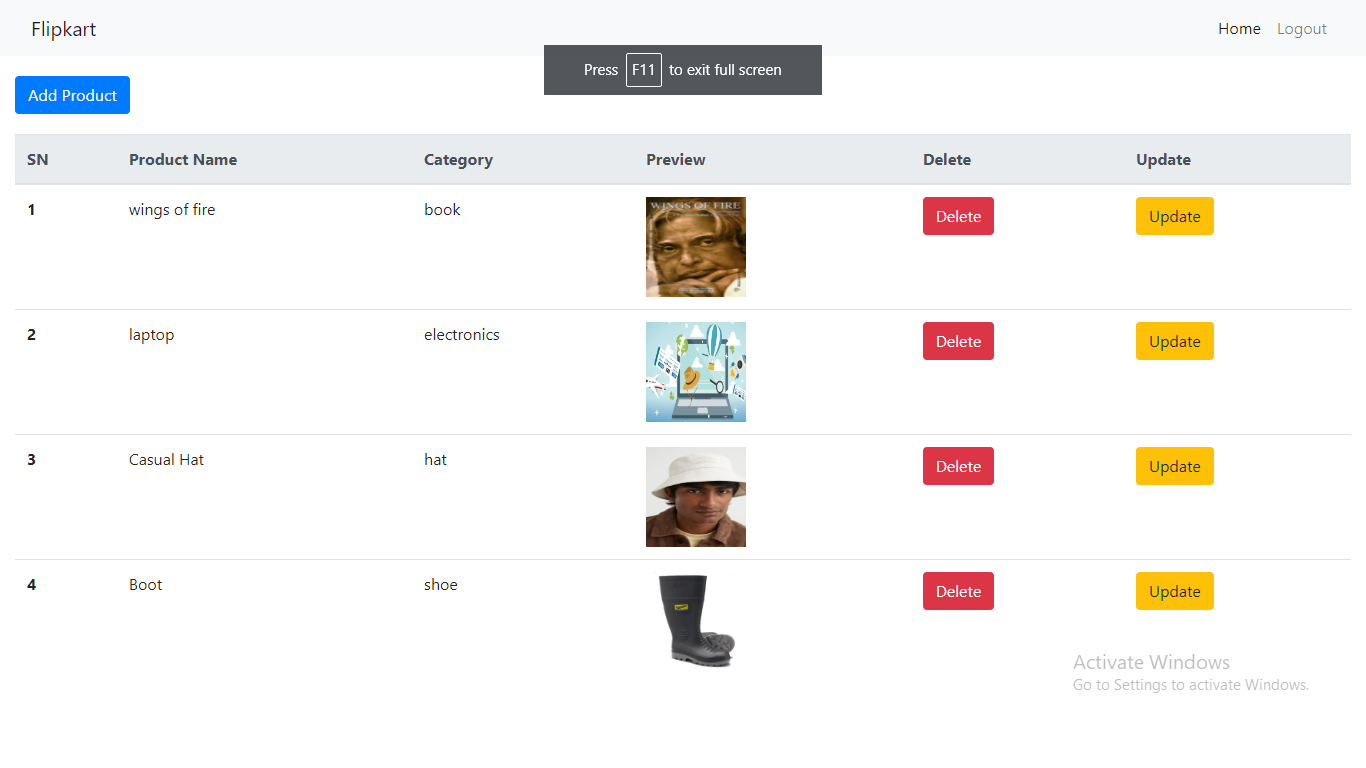 Flipkart
Home Logout
Press F11 to exit full screen
Add Product
SN Product Name Category Preview Delete Update
1 wings of fire book WINGS OF FIRE Delete Update
2 laptop electronics Delete Update
3 Casual Hat hat Delete Update
4 Boot shoe Delete Update
Activate Windows
Go to Settings to activate Windows.